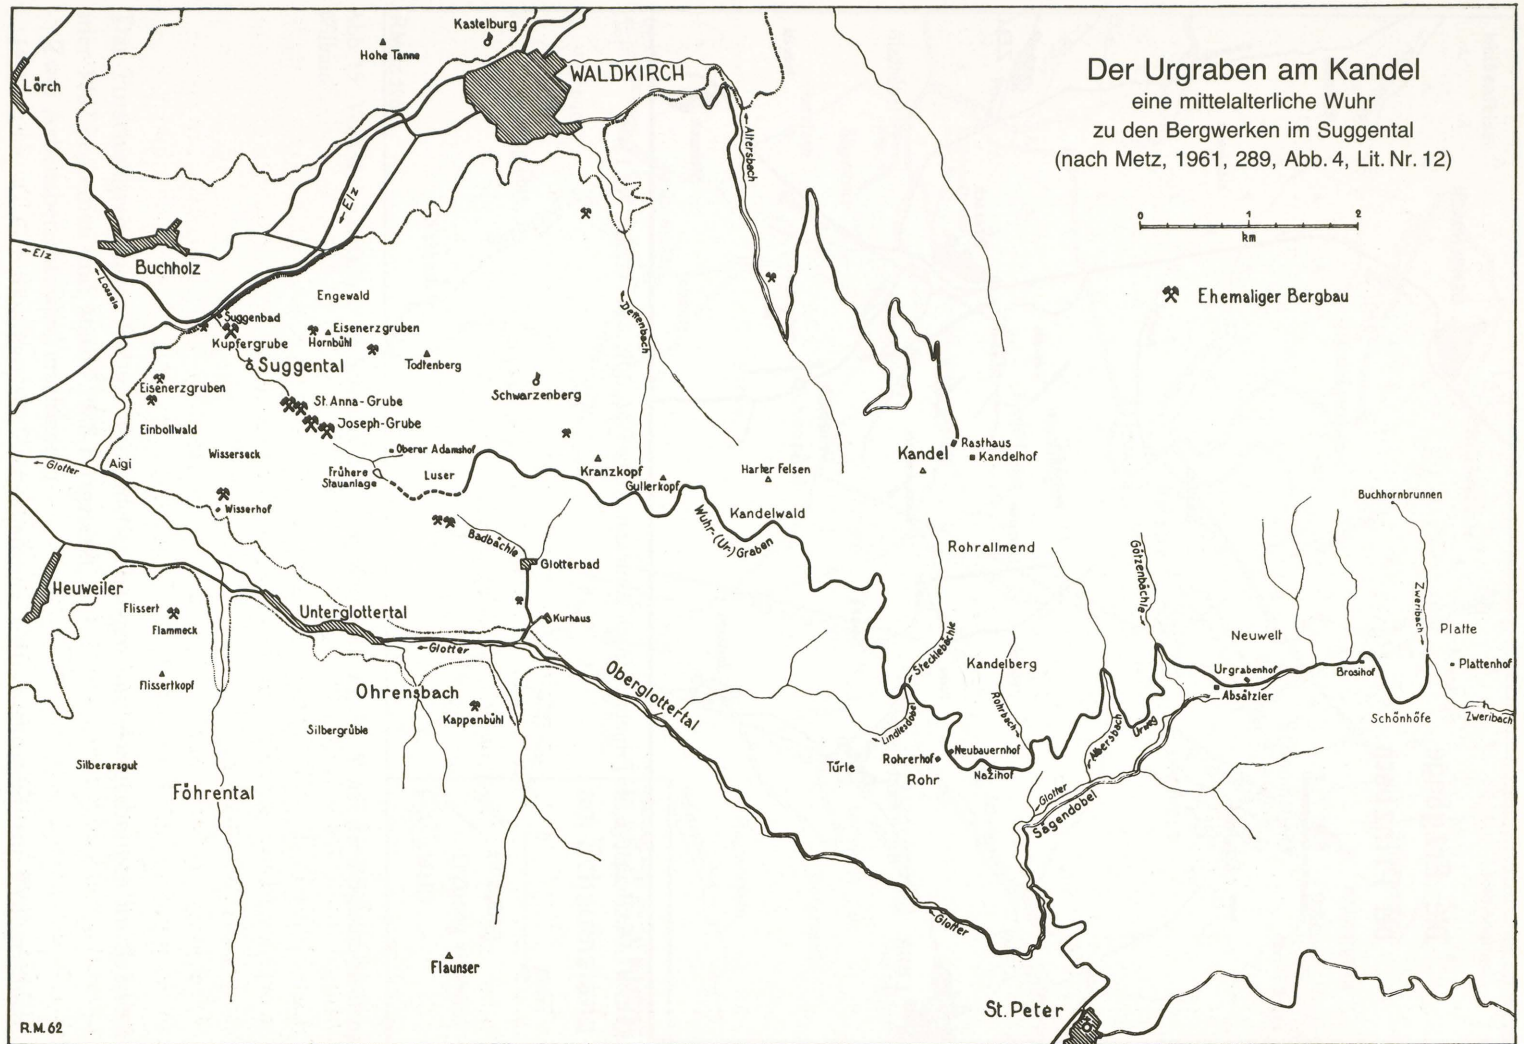 Der Urgraben am Kandel
eine mittelalterliche Wuhr
zu den Bergwerken im Suggental
(nach Metz, 1961, 289, Abb. 4, Lit. Nr. 12)
0 1 2
km
Ehemaliger Bergbau
Kastelburg
Hohe Tanne
WALDKIRCH
Lörch
Altersbach
← Elz
← Elz
Buchholz
Lossele
Engewald
Suggenbad
Kupfergrube
Eisenerzgruben
Hornbühl
Todtenberg
Dettenbach
Suggental
Schwarzenberg
Eisenerzgruben
St. Anna-Grube
Joseph-Grube
Einbollwald
Wisserseck
Oberer Adamshof
Rasthaus
Kandel
Kandelhof
← Glotter
Aigi
Frühere
Stauanlage
Luser
Kranzkopf
Gullerkopf
Harter Felsen
Wisserhof
Kandelwald
Wuhr-(Ur-)Graben
Buchhornbrunnen
Badbächle
Rohrallmend
Götzenbächle
Glotterbad
Heuweiler
Zweribach
Flissert
Flammeck
Unterglottertal
Kurhaus
Neuwelt
Platte
← Glotter
Stecklebächle
Kandelberg
Urgrabenhof
Brosihof
Plattenhof
Flissertkopf
Ohrensbach
Oberglottertal
Absätzler
Kappenbühl
Rohrbach
Schönhöfe
Zweribach
Silbergrüble
Lindlesdobel
Albersbach
Urweg
Silberersgut
Türle
Rohrerhof
Neubauernhof
Rohr
Nazihof
Föhrental
Glotter
Sägendobel
← Glotter
Flaunser
St. Peter
R.M. 62